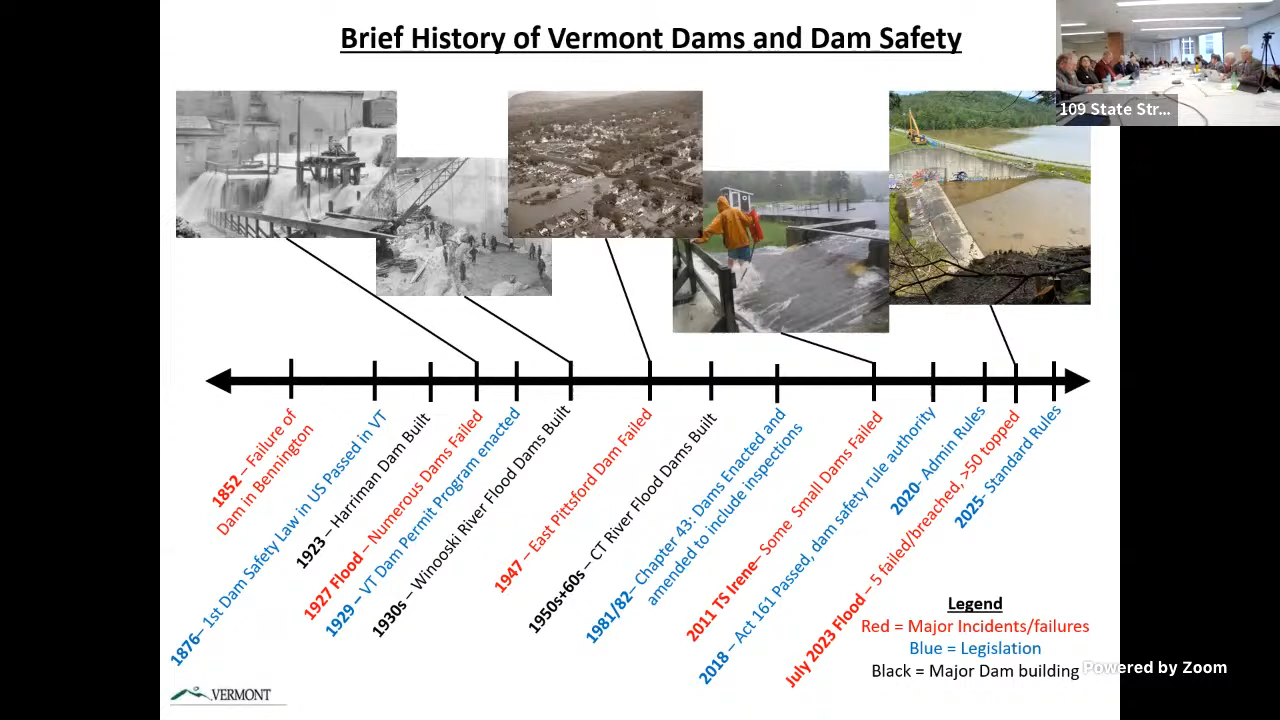 Brief History of Vermont Dams and Dam Safety
109 State Str...
1852 – Failure of
Dam in Bennington
1876– 1st Dam Safety Law in US Passed in VT
1923 – Harriman Dam Built
1927 Flood – Numerous Dams Failed
1929 – VT Dam Permit Program enacted
1930s – Winooski River Flood Dams Built
1947 – East Pittsford Dam Failed
1950s+60s – CT River Flood Dams Built
1981/82– Chapter 43: Dams Enacted and
amended to include inspections
2011 TS Irene– Some Small Dams Failed
2018 – Act 161 Passed, dam safety rule authority
2020- Admin Rules
July 2023 Flood – 5 failed/breached, >50 topped
2025- Standard Rules
Legend
Red = Major Incidents/failures
Blue = Legislation
Black = Major Dam building
Powered by Zoom
VERMONT